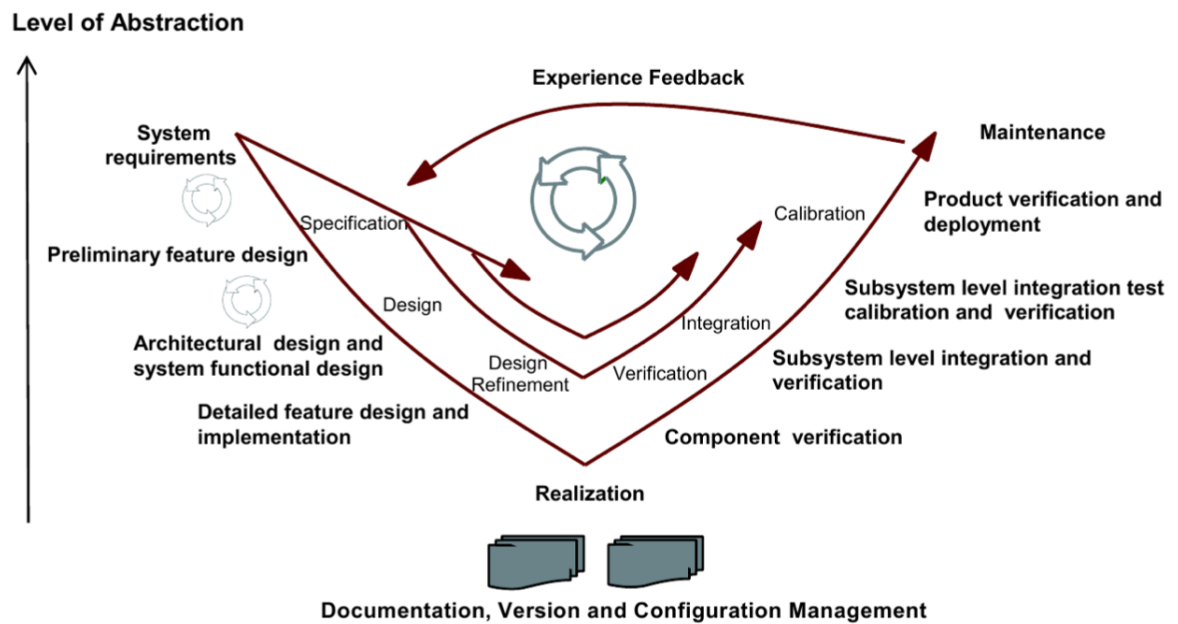 Level of Abstraction
Experience Feedback
System
requirements
Maintenance
Product verification and
deployment
Specification
Calibration
Preliminary feature design
Design
Subsystem level integration test
calibration and verification
Integration
Architectural design and
system functional design
Design
Refinement
Verification
Subsystem level integration and
verification
Detailed feature design and
implementation
Component verification
Realization
Documentation, Version and Configuration Management